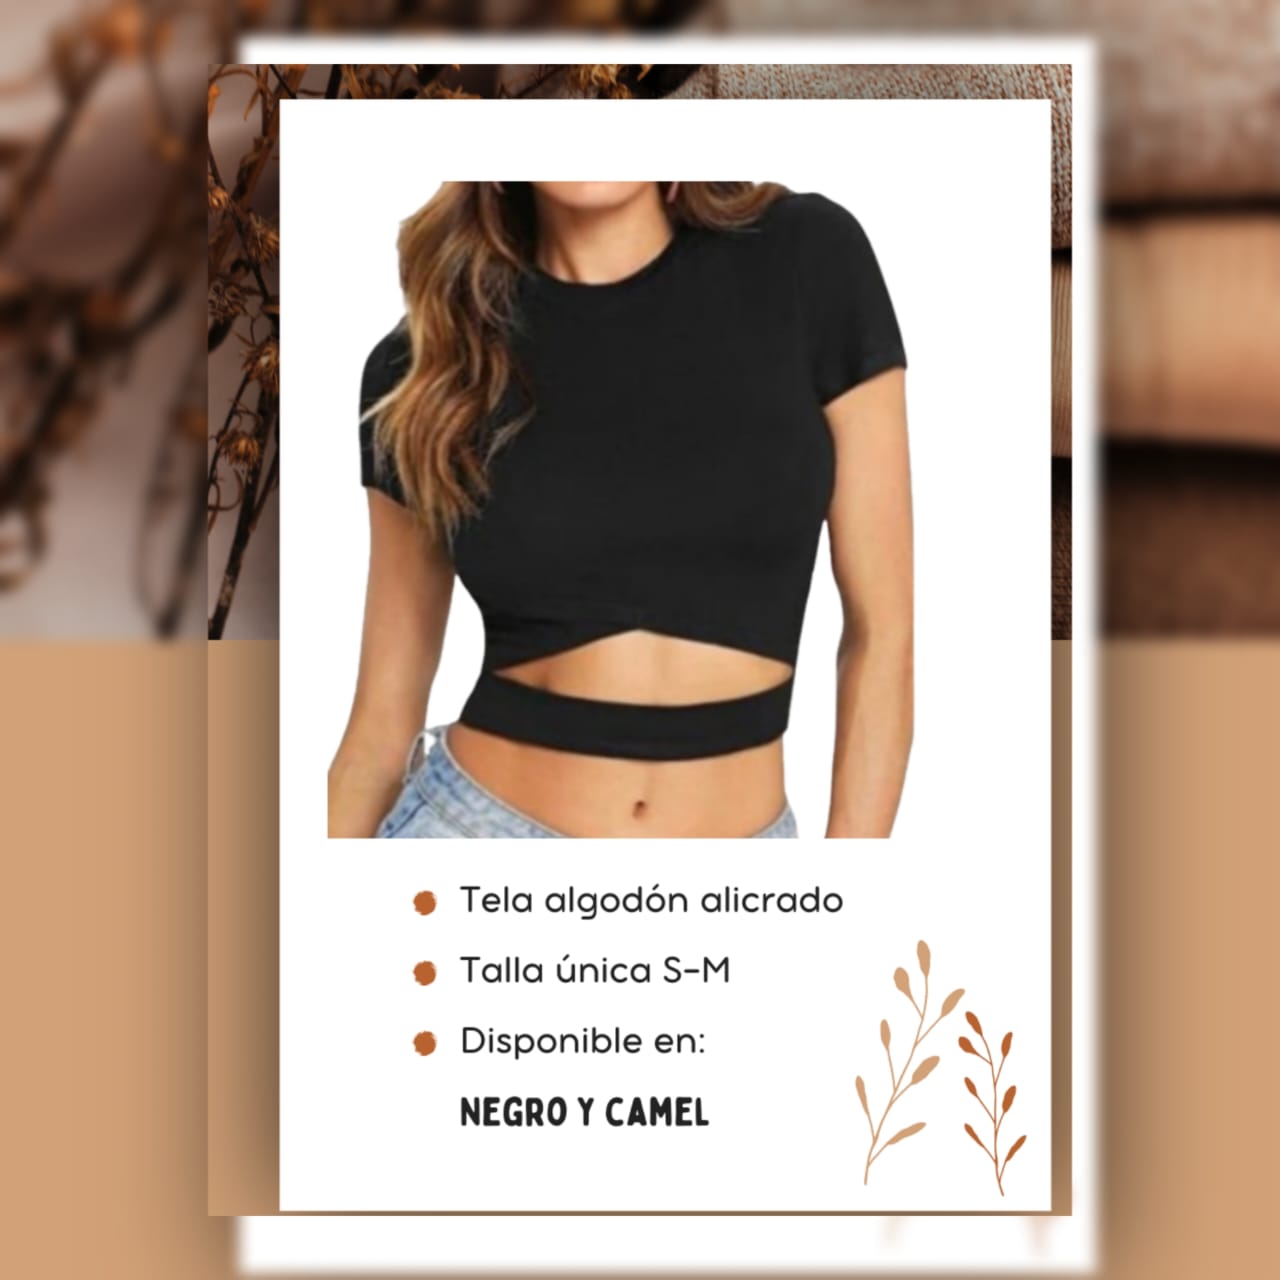 Tela algodón alicrado
Talla única S-M
Disponible en:
NEGRO Y CAMEL